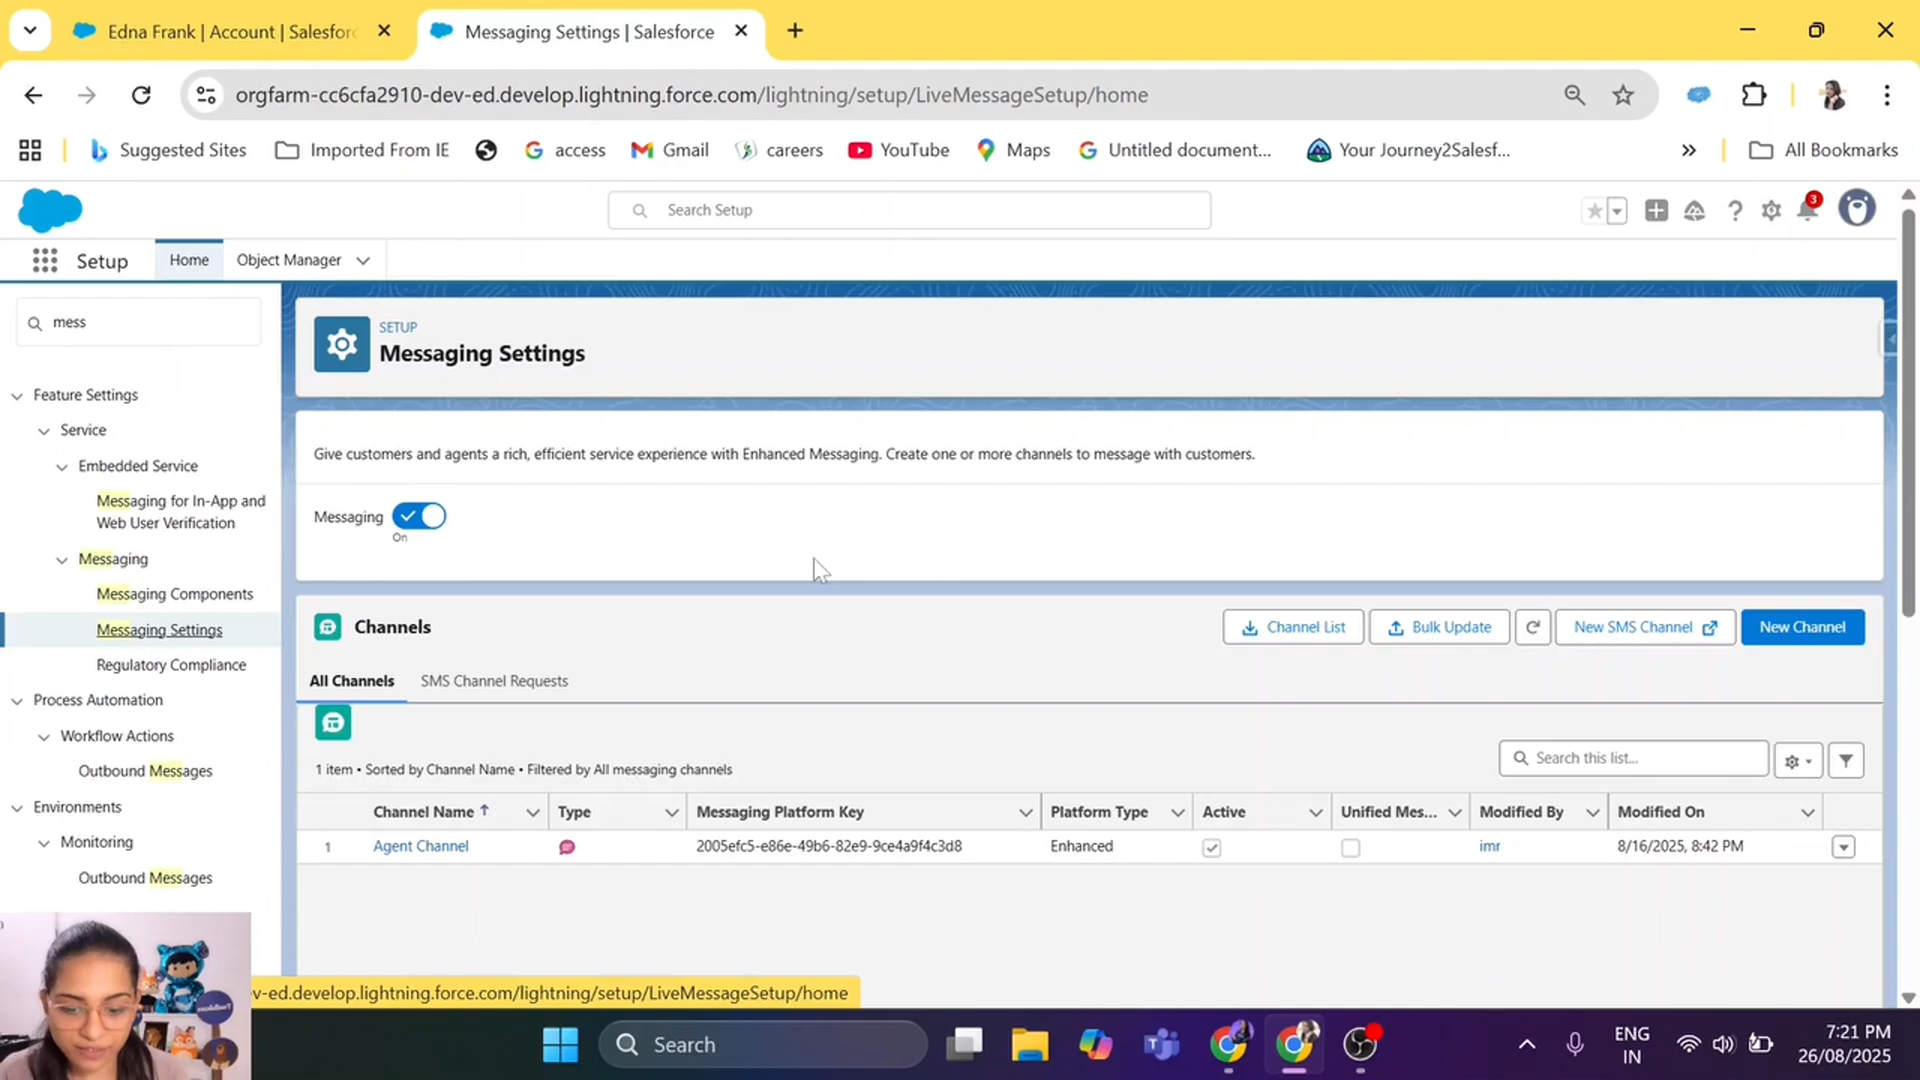 Edna Frank | Account | Salesforc
Messaging Settings | Salesforce
orgfarm-cc6cfa2910-dev-ed.develop.lightning.force.com/lightning/setup/LiveMessageSetup/home
Suggested Sites
Imported From IE
access
Gmail
careers
YouTube
Maps
Untitled document...
Your Journey2Salesf...
All Bookmarks
Search Setup
3
Setup
Home
Object Manager
mess
Feature Settings
Service
Embedded Service
Messaging for In-App and
Web User Verification
Messaging
Messaging Components
Messaging Settings
Regulatory Compliance
Process Automation
Workflow Actions
Outbound Messages
Environments
Monitoring
Outbound Messages
SETUP
Messaging Settings
Give customers and agents a rich, efficient service experience with Enhanced Messaging. Create one or more channels to message with customers.
Messaging
On
Channels
Channel List
Bulk Update
New SMS Channel
New Channel
All Channels
SMS Channel Requests
1 item • Sorted by Channel Name • Filtered by All messaging channels
Search this list...
Channel Name
Type
Messaging Platform Key
Platform Type
Active
Unified Mes...
Modified By
Modified On
1
Agent Channel
2005efc5-e86e-49b6-82e9-9ce4a9f4c3d8
Enhanced
imr
8/16/2025, 8:42 PM
v-ed.develop.lightning.force.com/lightning/setup/LiveMessageSetup/home
Search
ENG
IN
7:21 PM
26/08/2025